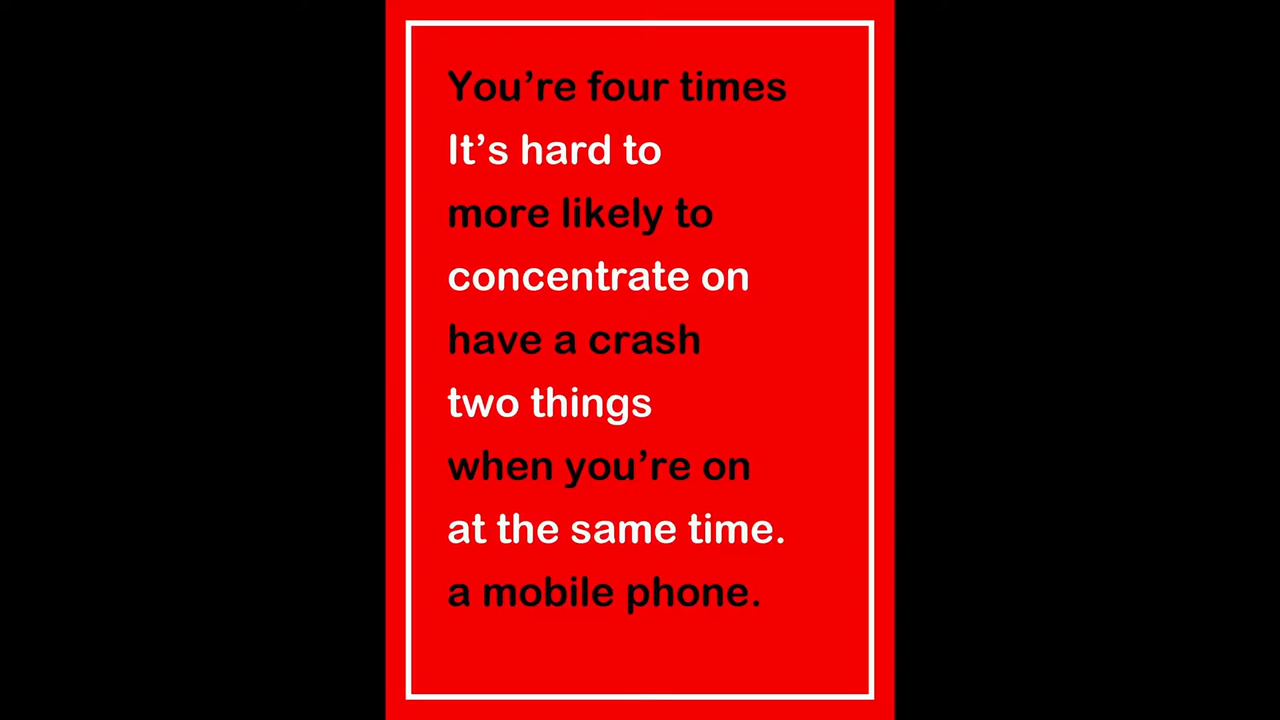 You’re four times
It’s hard to
more likely to
concentrate on
have a crash
two things
when you’re on
at the same time.
a mobile phone.